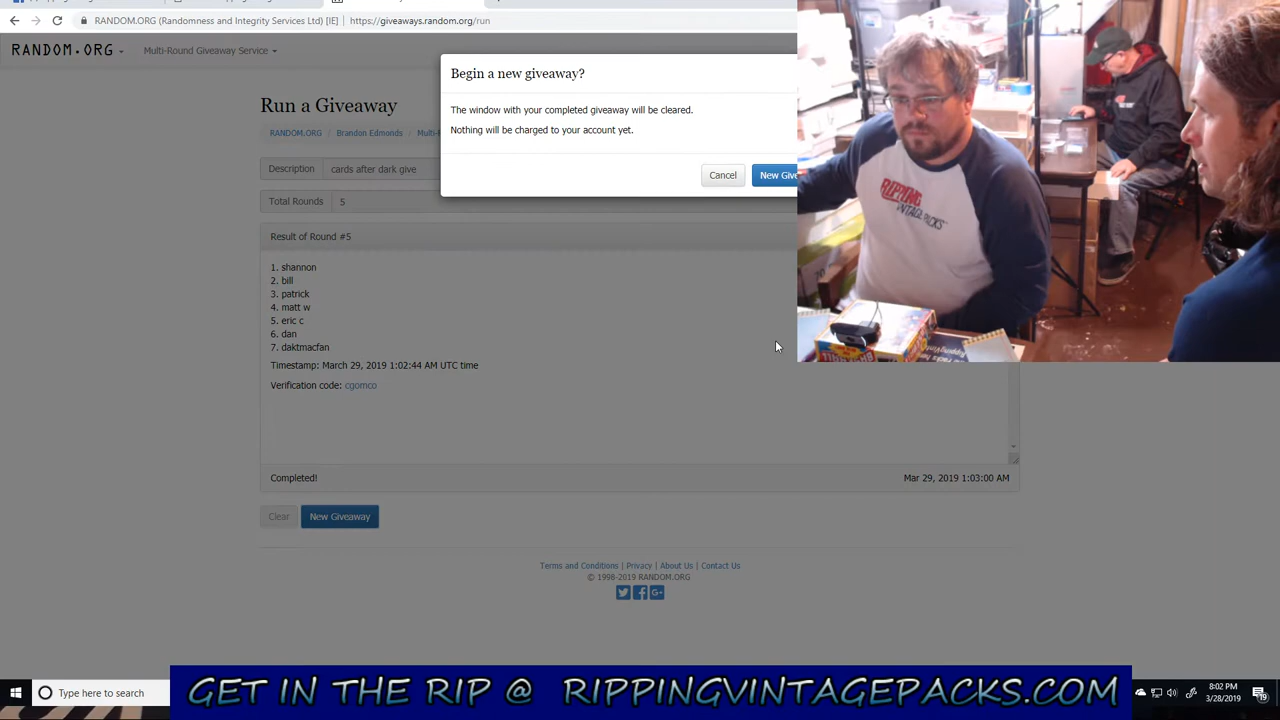 RANDOM.ORG (Randomness and Integrity Services Ltd) [IE] | https://giveaways.random.org/run
RANDOM.ORG
Multi-Round Giveaway Service
Begin a new giveaway?
The window with your completed giveaway will be cleared.
Nothing will be charged to your account yet.
Cancel
New Give
Run a Giveaway
RANDOM.ORG / Brandon Edmonds / Multi-
Description
cards after dark give
Total Rounds
5
Result of Round #5
1. shannon
2. bill
3. patrick
4. matt w
5. eric c
6. dan
7. daktmacfan
Timestamp: March 29, 2019 1:02:44 AM UTC time
Verification code: cgomco
Completed!
Mar 29, 2019 1:03:00 AM
Clear
New Giveaway
Terms and Conditions | Privacy | About Us | Contact Us
© 1998-2019 RANDOM.ORG
RIPPING
VINTAGE PACKS
GET IN THE RIP @ RIPPINGVINTAGEPACKS.COM
Type here to search
8:02 PM
3/28/2019